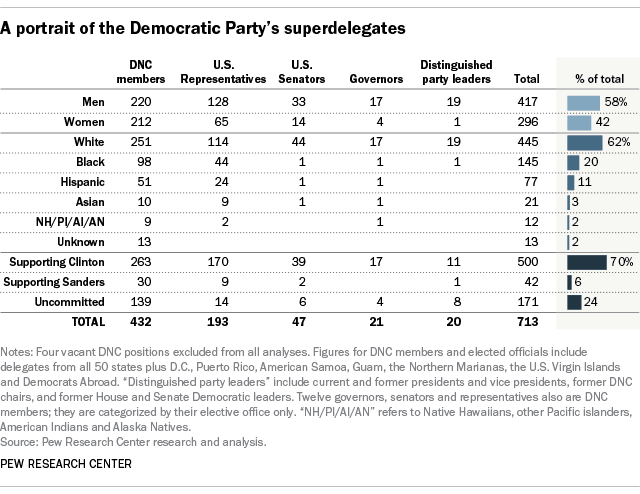 A portrait of the Democratic Party's superdelegates
DNC members U.S. Representatives U.S. Senators Governors Distinguished party leaders Total % of total
Men 220 128 33 17 19 417 58%
Women 212 65 14 4 1 296 42
White 251 114 44 17 19 445 62%
Black 98 44 1 1 1 145 20
Hispanic 51 24 1 1 77 11
Asian 10 9 1 1 21 3
NH/PI/AI/AN 9 2 1 12 2
Unknown 13 13 2
Supporting Clinton 263 170 39 17 11 500 70%
Supporting Sanders 30 9 2 1 42 6
Uncommitted 139 14 6 4 8 171 24
TOTAL 432 193 47 21 20 713
Notes: Four vacant DNC positions excluded from all analyses. Figures for DNC members and elected officials include
delegates from all 50 states plus D.C., Puerto Rico, American Samoa, Guam, the Northern Marianas, the U.S. Virgin Islands
and Democrats Abroad. “Distinguished party leaders” include current and former presidents and vice presidents, former DNC
chairs, and former House and Senate Democratic leaders. Twelve governors, senators and representatives also are DNC
members; they are categorized by their elective office only. “NH/PI/AI/AN” refers to Native Hawaiians, other Pacific islanders,
American Indians and Alaska Natives.
Source: Pew Research Center research and analysis.
PEW RESEARCH CENTER